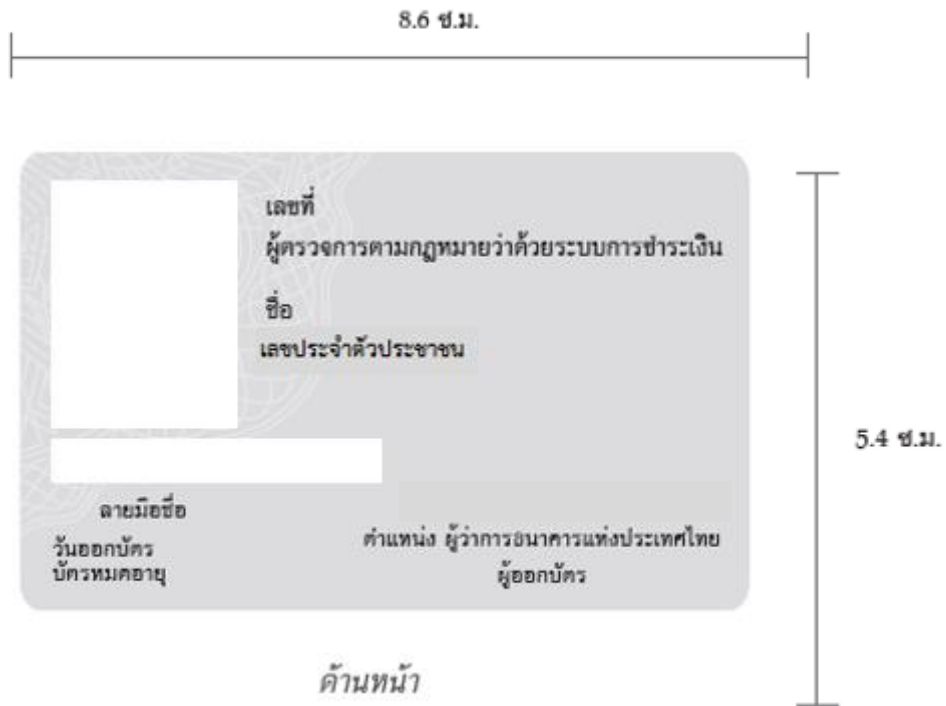 8.6 ซ.ม.
เลขที่
ผู้ตรวจการตามกฎหมายว่าด้วยระบบการชำระเงิน
ชื่อ
เลขประจำตัวประชาชน
5.4 ซ.ม.
ลายมือชื่อ
วันออกบัตร
บัตรหมดอายุ
ตำแหน่ง ผู้ว่าการธนาคารแห่งประเทศไทย
ผู้ออกบัตร
ด้านหน้า